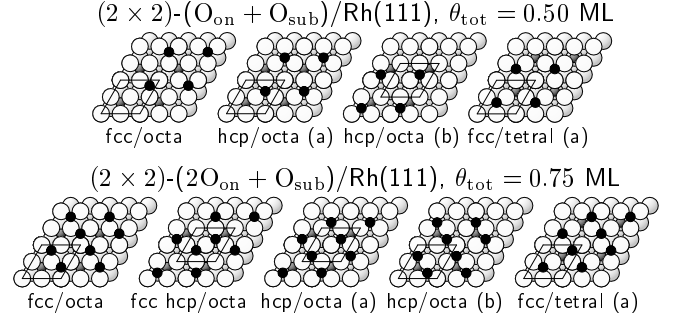 (2 × 2)-(O_on + O_sub)/Rh(111), θ_tot = 0.50 ML
fcc/octa hcp/octa (a) hcp/octa (b) fcc/tetral (a)
(2 × 2)-(2O_on + O_sub)/Rh(111), θ_tot = 0.75 ML
fcc/octa fcc hcp/octa hcp/octa (a) hcp/octa (b) fcc/tetral (a)